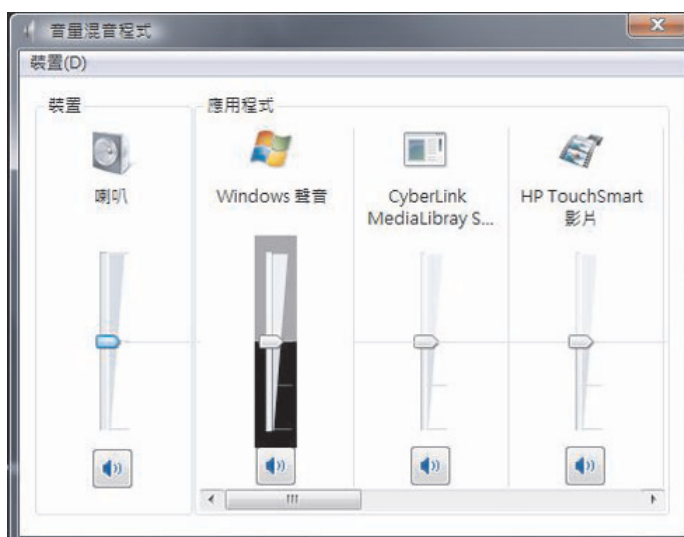 音量混音程式
裝置(D)
裝置
應用程式
喇叭
Windows 聲音
CyberLink
MediaLibray S...
HP TouchSmart
影片